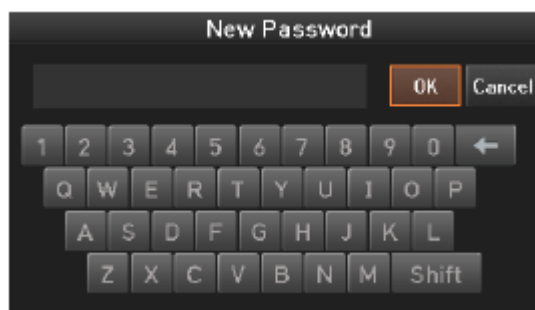 New Password
OK Cancel
1 2 3 4 5 6 7 8 9 0 ←
Q W E R T Y U I O P
A S D F G H J K L
Z X C V B N M Shift